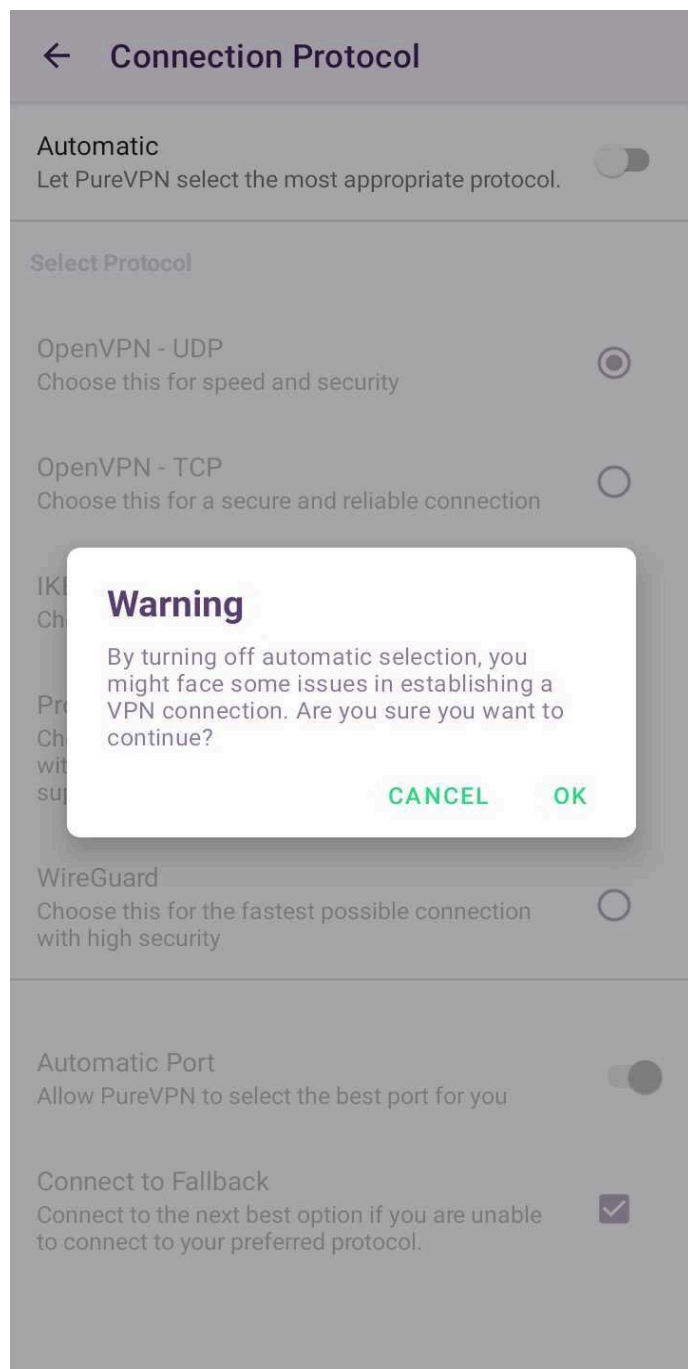 Connection Protocol
Automatic
Let PureVPN select the most appropriate protocol.
Select Protocol
OpenVPN - UDP
Choose this for speed and security
OpenVPN - TCP
Choose this for a secure and reliable connection
Warning
By turning off automatic selection, you
might face some issues in establishing a
VPN connection. Are you sure you want to
continue?
CANCEL OK
WireGuard
Choose this for the fastest possible connection
with high security
Automatic Port
Allow PureVPN to select the best port for you
Connect to Fallback
Connect to the next best option if you are unable
to connect to your preferred protocol.